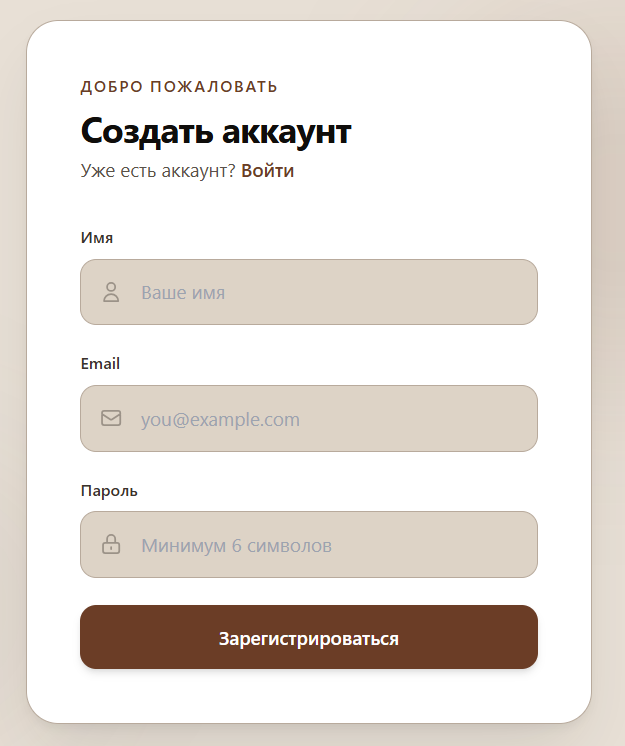 ДОБРО ПОЖАЛОВАТЬ
Создать аккаунт
Уже есть аккаунт? Войти
Имя
Ваше имя
Email
you@example.com
Пароль
Минимум 6 символов
Зарегистрироваться